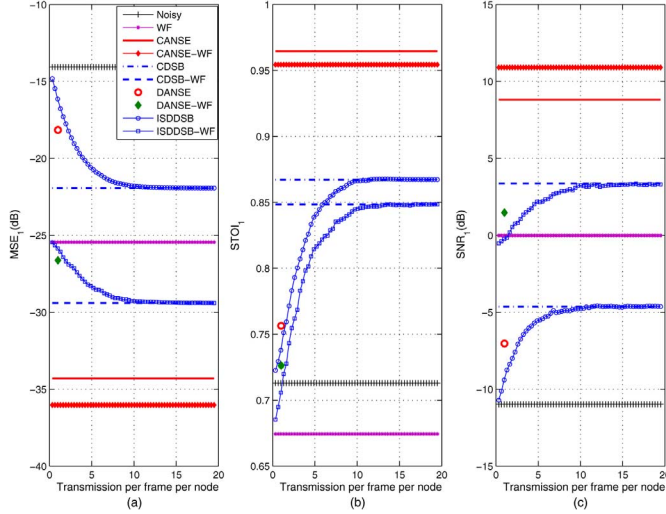 Noisy
WF
CANSE
CANSE-WF
CDSB
CDSB-WF
DANSE
DANSE-WF
ISDDSB
ISDDSB-WF
-10
-15
-20
-25
-30
-35
-40
MSE₁(dB)
0 5 10 15 20
Transmission per frame per node
(a)
1
0.95
0.9
0.85
0.8
0.75
0.7
0.65
STOI₁
0 5 10 15 20
Transmission per frame per node
(b)
15
10
5
0
-5
-10
-15
SNR₁(dB)
0 5 10 15 20
Transmission per frame per node
(c)